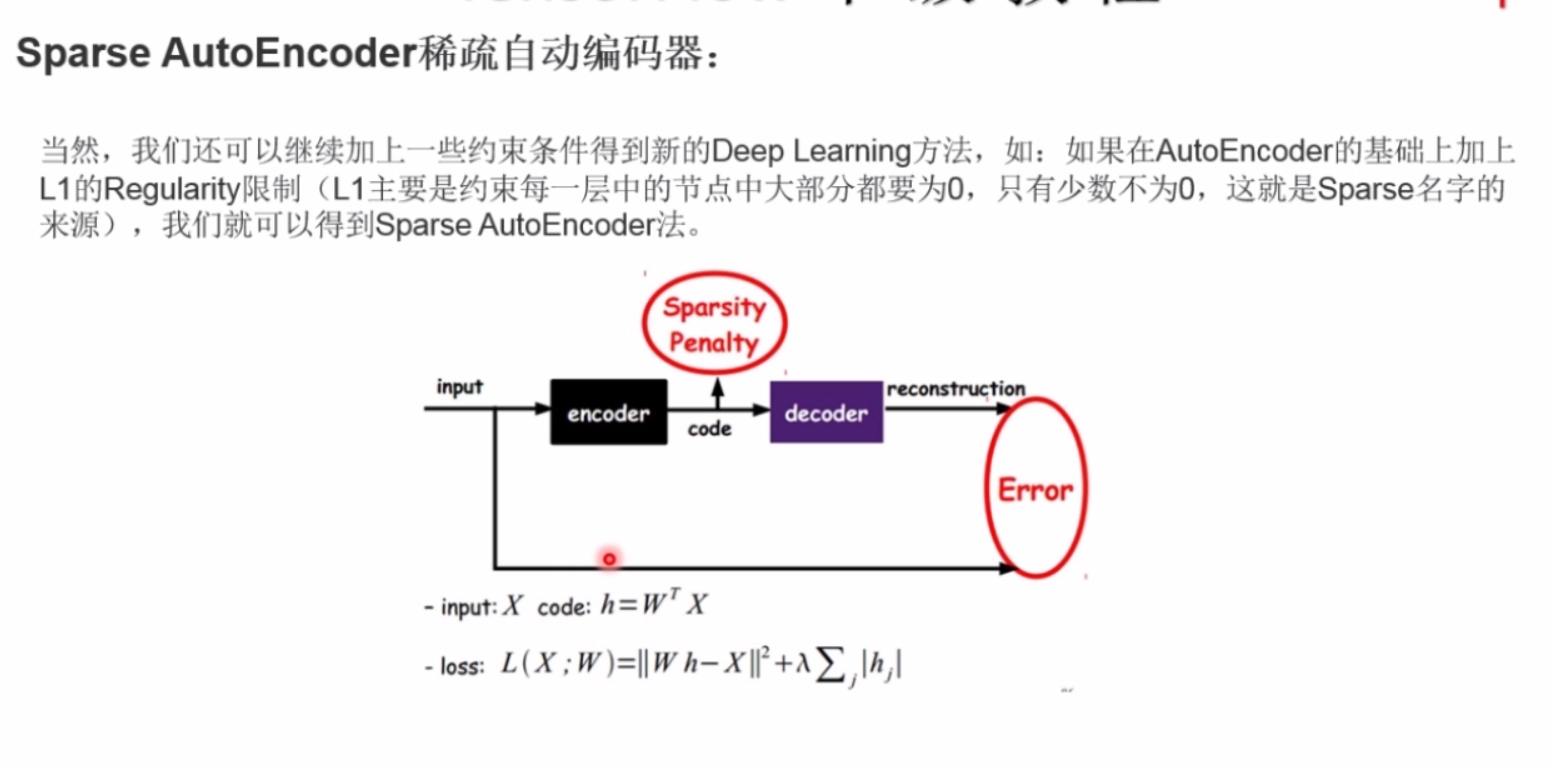 Sparse AutoEncoder稀疏自动编码器：
当然，我们还可以继续加上一些约束条件得到新的Deep Learning方法，如：如果在AutoEncoder的基础上加上
L1的Regularity限制（L1主要是约束每一层中的节点中大部分都要为0，只有少数不为0，这就是Sparse名字的
来源），我们就可以得到Sparse AutoEncoder法。
Sparsity
Penalty
input
encoder
code
decoder
reconstruction
Error
- input: X code: h=W^T X
- loss: L(X;W)=||W h−X||²+λ∑_j|h_j|